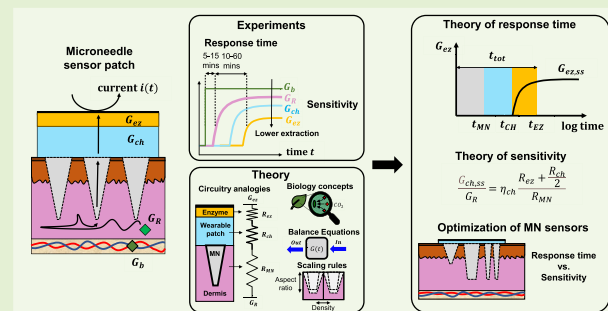 Microneedle
sensor patch
current i(t)
G_ez
G_ch
G_R
G_b
Experiments
Response time
5-15 10-60
mins mins
G_b
G_R
G_ch
G_ez
Sensitivity
Lower extraction
time t
Theory
Circuitry analogies
Enzyme
Wearable
patch
MN
Dermis
G_ez
R_ez
R_ch
R_MN
G_R
Biology concepts
CO₂
Balance Equations
Out
G(t)
In
Scaling rules
Aspect
ratio
Density
Theory of response time
G_ez
t_tot
G_ez,ss
t_MN t_CH t_EZ log time
Theory of sensitivity
G_ch,ss / G_R = η_ch (R_ez + R_ch / 2) / R_MN
Optimization of MN sensors
Response time
vs.
Sensitivity